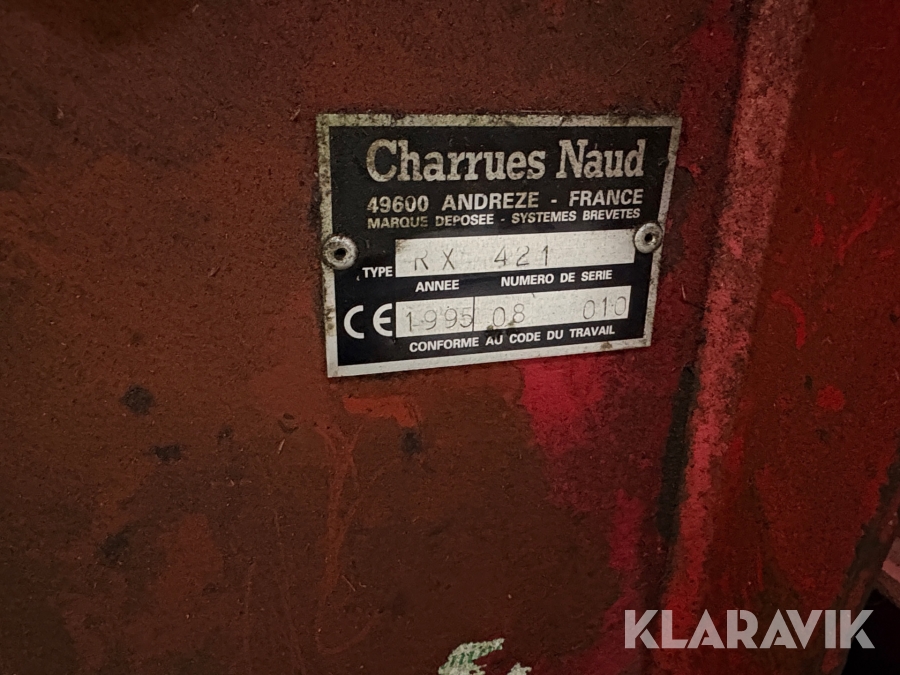 Charrues Naud
49600 ANDREZE - FRANCE
MARQUE DEPOSEE - SYSTEMES BREVETES
TYPE RX 421
ANNEE NUMERO DE SERIE
CE 1995 08 010
CONFORME AU CODE DU TRAVAIL
KLARAVIK